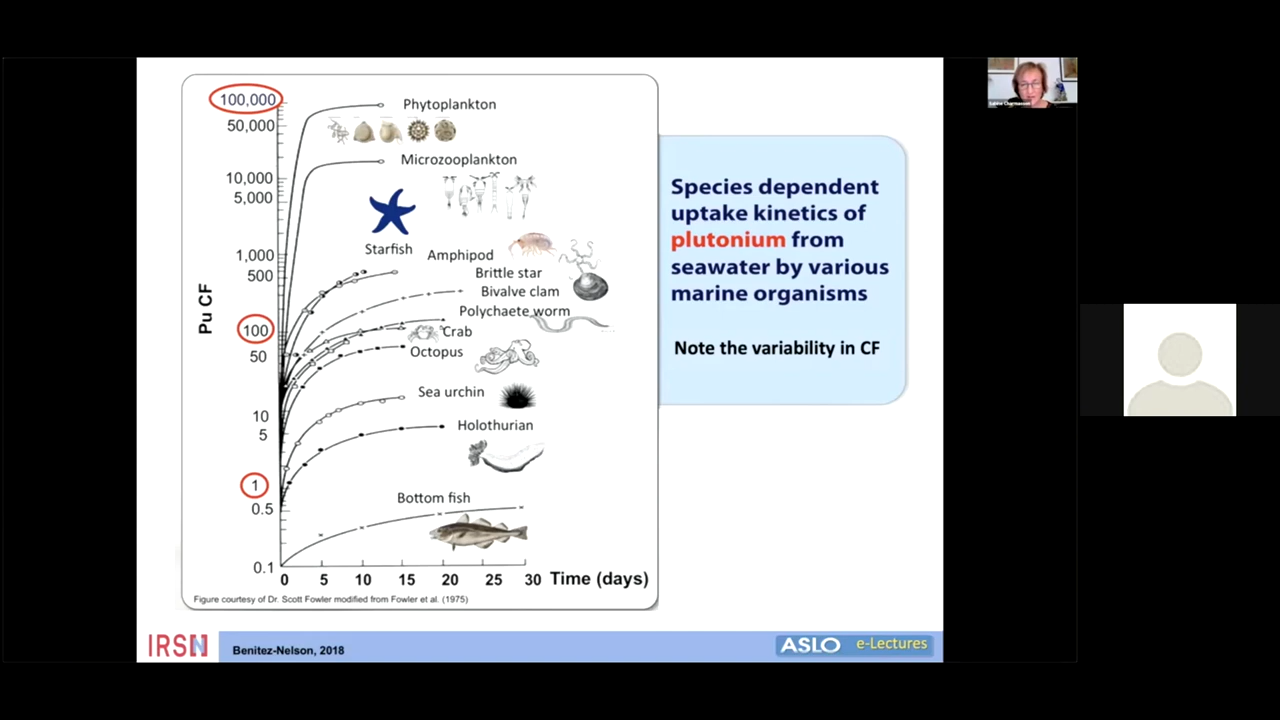 100,000
50,000
10,000
5,000
1,000
500
100
50
10
5
1
0.5
0.1
Pu CF
Phytoplankton
Microzooplankton
Starfish
Amphipod
Brittle star
Bivalve clam
Polychaete worm
Crab
Octopus
Sea urchin
Holothurian
Bottom fish
0 5 10 15 20 25 30 Time (days)
Figure courtesy of Dr. Scott Fowler modified from Fowler et al. (1975)
Species dependent
uptake kinetics of
plutonium from
seawater by various
marine organisms
Note the variability in CF
IRSN
Benitez-Nelson, 2018
ASLO e-Lectures